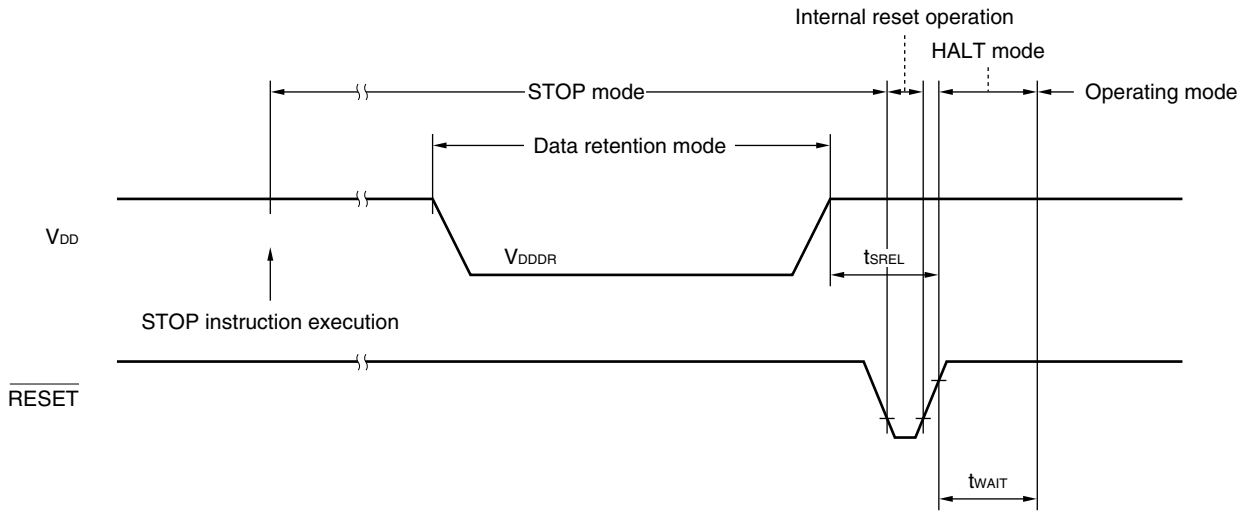 Internal reset operation
HALT mode
STOP mode
Operating mode
Data retention mode
VDD
VDDDR
tSREL
STOP instruction execution
RESET
tWAIT